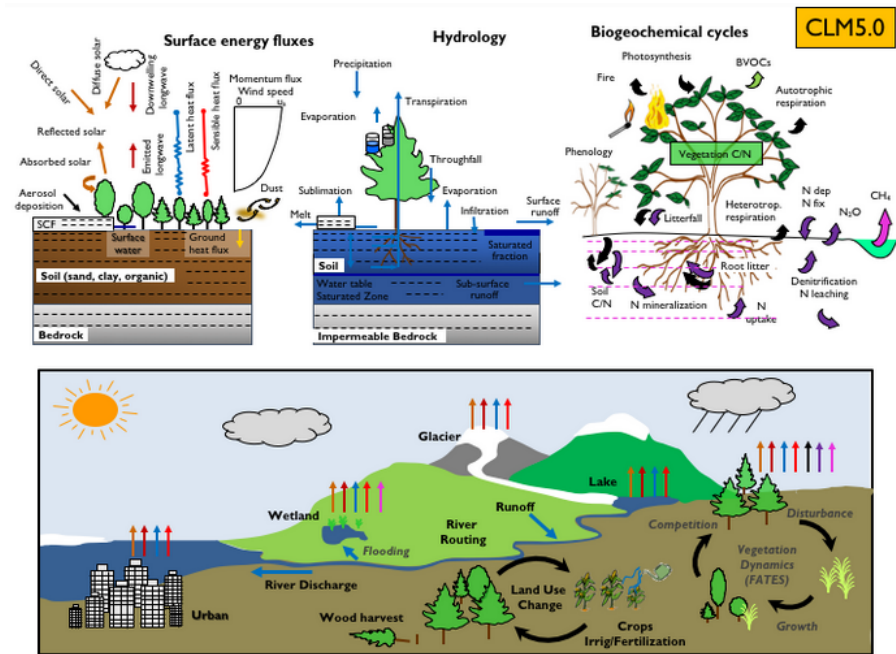 CLM5.0
Surface energy fluxes
Hydrology
Biogeochemical cycles
Direct solar
Diffuse solar
Downwelling
longwave
Reflected solar
Absorbed solar
Emitted
longwave
Latent heat flux
Sensible heat flux
Momentum flux
Wind speed
0
Aerosol
deposition
Dust
SCF
Surface
water
Ground
heat flux
Soil (sand, clay, organic)
Bedrock
Precipitation
Transpiration
Evaporation
Throughfall
Sublimation
Evaporation
Melt
Infiltration
Surface
runoff
Soil
Saturated
fraction
Water table
Saturated Zone
Sub-surface
runoff
Impermeable Bedrock
Photosynthesis
BVOCs
Fire
Autotrophic
respiration
Phenology
Vegetation C/N
Heterotrop.
respiration
Litterfall
N dep
N fix
N₂O
CH₄
Root litter
Soil
C/N
N mineralization
N
uptake
Denitrification
N leaching
Glacier
Lake
Wetland
Runoff
River
Routing
Flooding
River Discharge
Urban
Wood harvest
Land Use
Change
Crops
Irrig/Fertilization
Competition
Disturbance
Vegetation
Dynamics
(FATES)
Growth